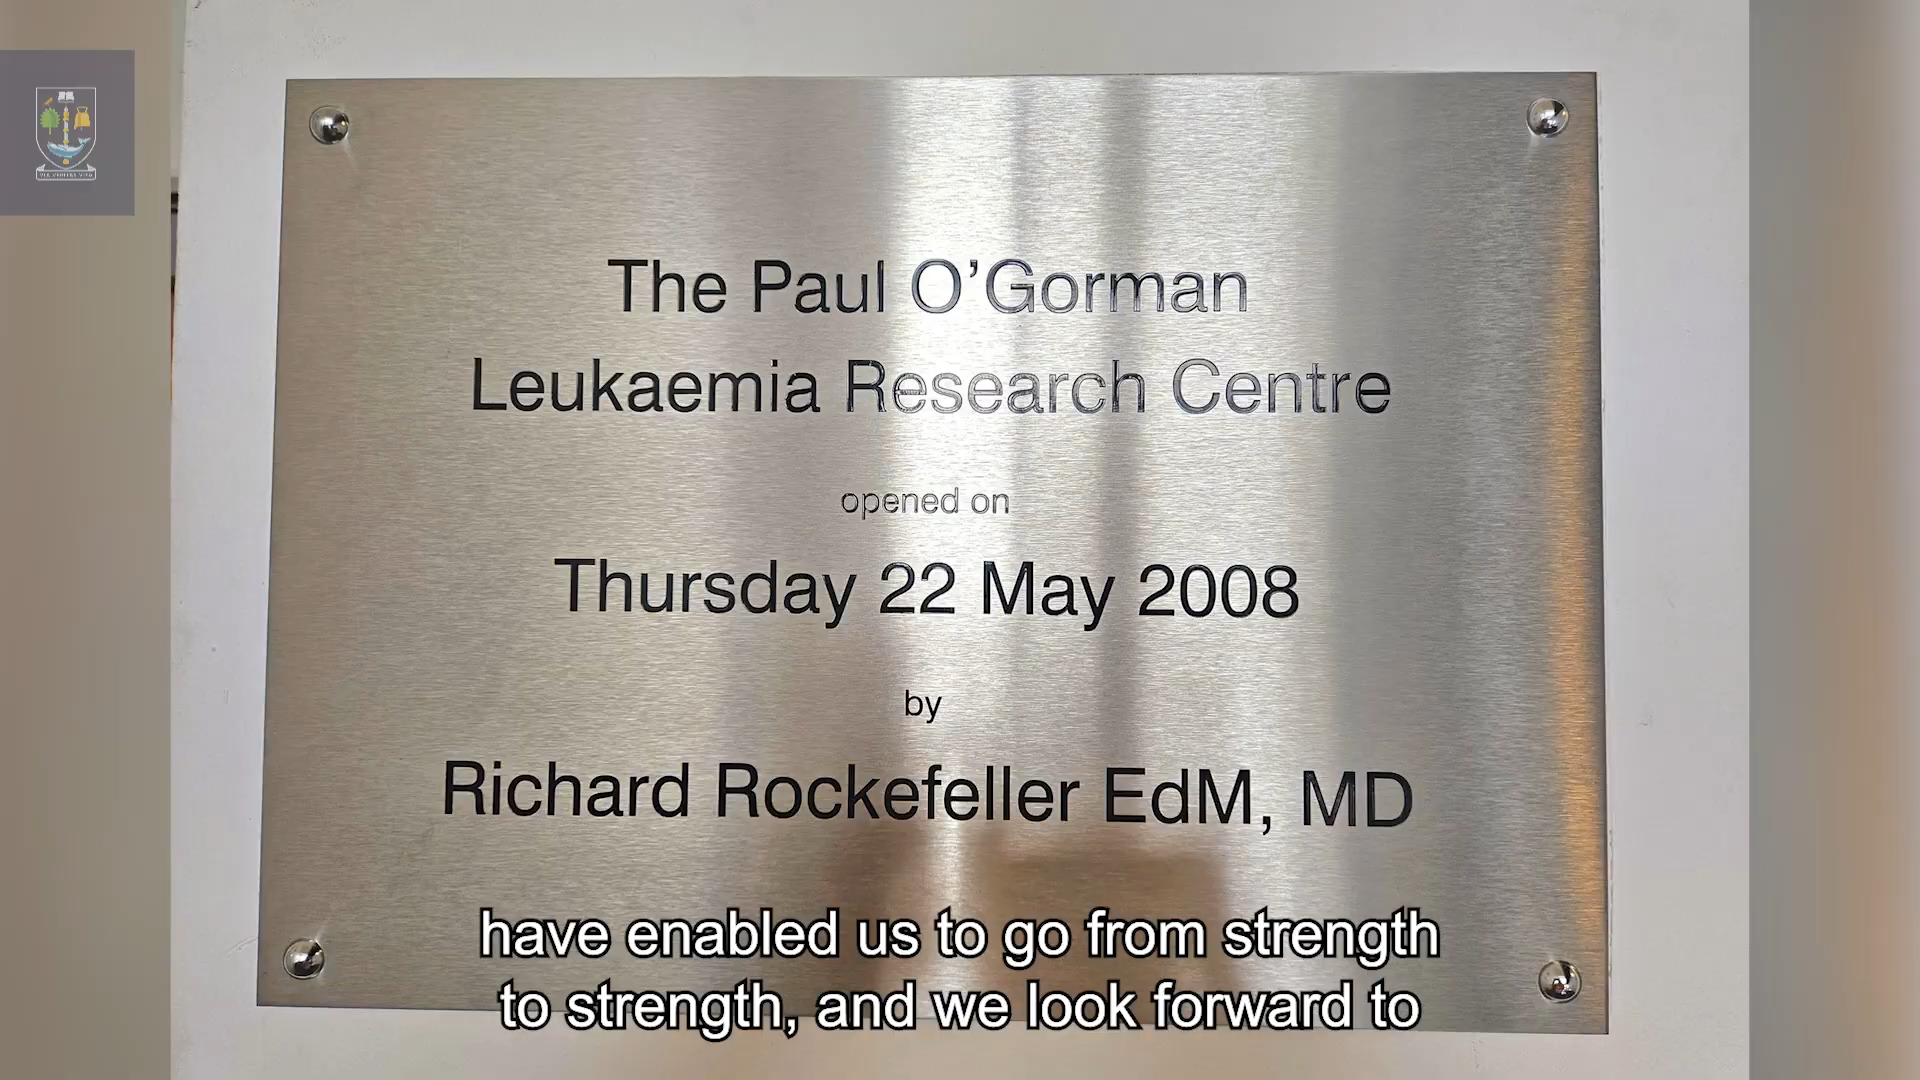 The Paul O’Gorman
Leukaemia Research Centre
opened on
Thursday 22 May 2008
by
Richard Rockefeller EdM, MD
have enabled us to go from strength
to strength, and we look forward to